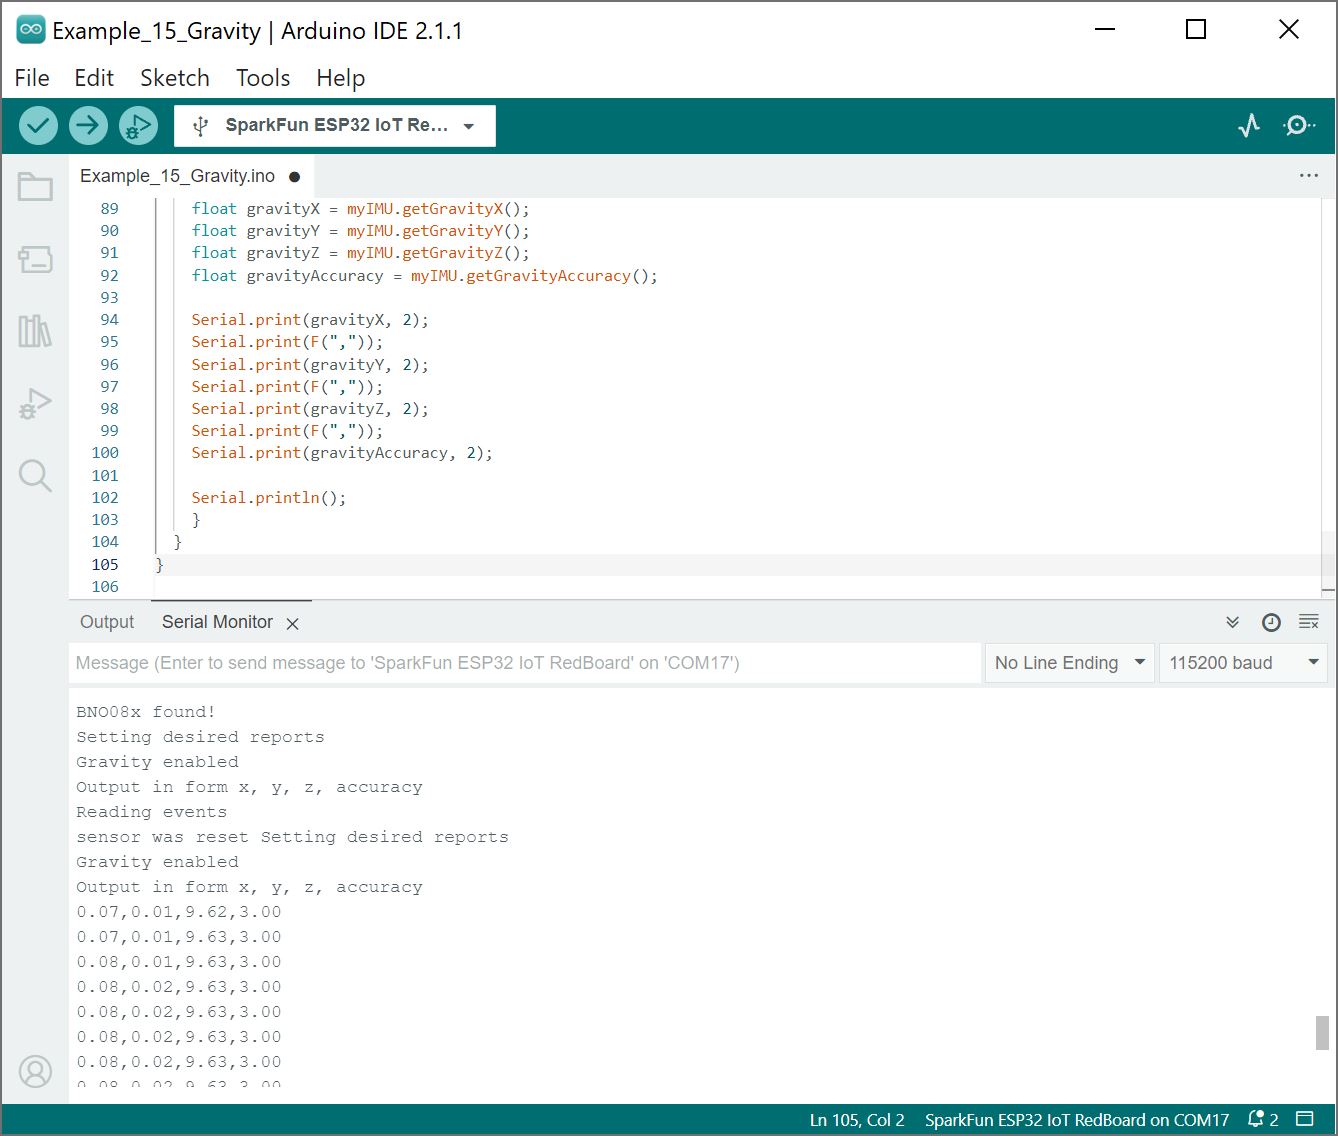 Example_15_Gravity | Arduino IDE 2.1.1
File Edit Sketch Tools Help
SparkFun ESP32 IoT Re...
Example_15_Gravity.ino
89 float gravityX = myIMU.getGravityX();
90 float gravityY = myIMU.getGravityY();
91 float gravityZ = myIMU.getGravityZ();
92 float gravityAccuracy = myIMU.getGravityAccuracy();
93
94 Serial.print(gravityX, 2);
95 Serial.print(F(","));
96 Serial.print(gravityY, 2);
97 Serial.print(F(","));
98 Serial.print(gravityZ, 2);
99 Serial.print(F(","));
100 Serial.print(gravityAccuracy, 2);
101
102 Serial.println();
103 }
104 }
105 }
106
Output Serial Monitor
Message (Enter to send message to 'SparkFun ESP32 IoT RedBoard' on 'COM17') No Line Ending 115200 baud
BNO08x found!
Setting desired reports
Gravity enabled
Output in form x, y, z, accuracy
Reading events
sensor was reset Setting desired reports
Gravity enabled
Output in form x, y, z, accuracy
0.07,0.01,9.62,3.00
0.07,0.01,9.63,3.00
0.08,0.01,9.63,3.00
0.08,0.02,9.63,3.00
0.08,0.02,9.63,3.00
0.08,0.02,9.63,3.00
0.08,0.02,9.63,3.00
0.08,0.02,9.63,3.00
Ln 105, Col 2 SparkFun ESP32 IoT RedBoard on COM17 2